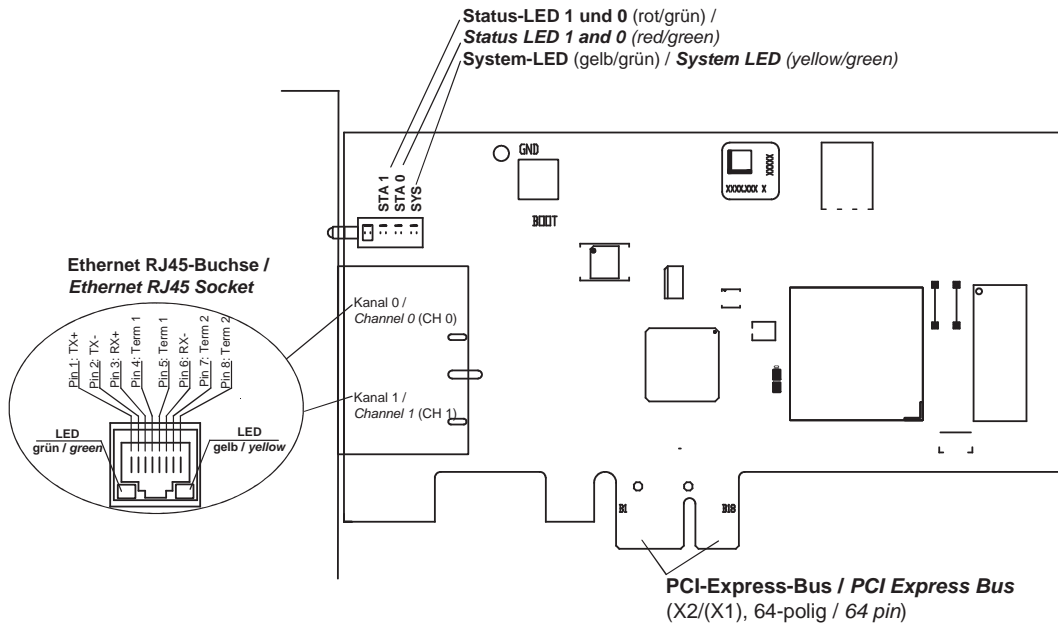 Status-LED 1 und 0 (rot/grün) /
Status LED 1 and 0 (red/green)
System-LED (gelb/grün) / System LED (yellow/green)
GND
STA 1
STA 0
SYS
BOOT
XXXXX
XXXX.XXX X
Ethernet RJ45-Buchse /
Ethernet RJ45 Socket
Kanal 0 /
Channel 0 (CH 0)
Pin 1: TX+
Pin 2: TX-
Pin 3: RX+
Pin 4: Term 1
Pin 5: Term 1
Pin 6: RX-
Pin 7: Term 2
Pin 8: Term 2
Kanal 1 /
Channel 1 (CH 1)
LED
grün / green
LED
gelb / yellow
B1
B18
PCI-Express-Bus / PCI Express Bus
(X2/(X1), 64-polig / 64 pin)